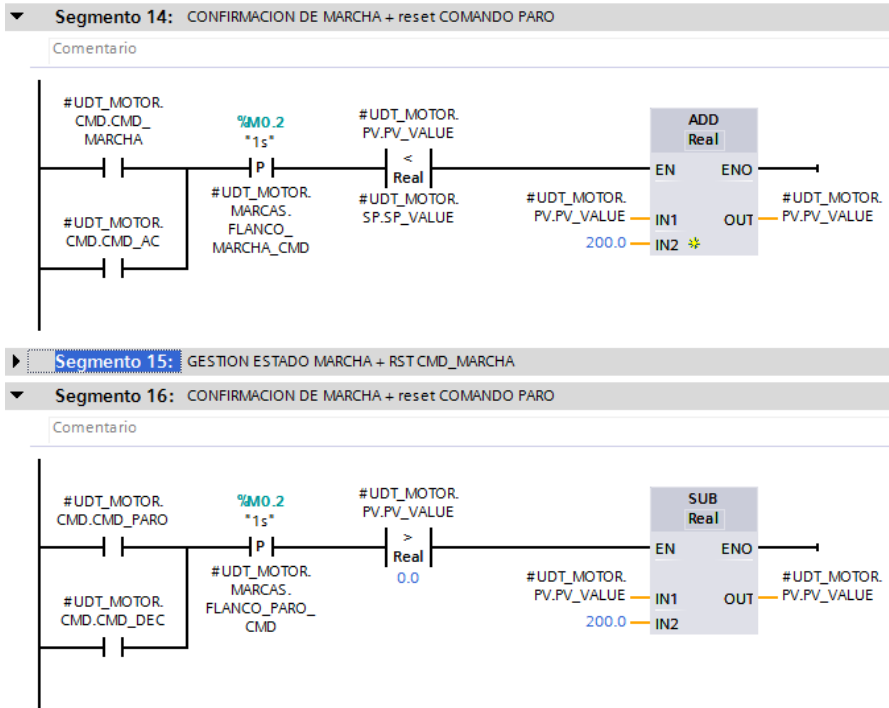 Segmento 14: CONFIRMACION DE MARCHA + reset COMANDO PARO
Comentario
#UDT_MOTOR.
CMD.CMD_
MARCHA
%M0.2
"1s"
P
#UDT_MOTOR.
MARCAS.
FLANCO_
MARCHA_CMD
#UDT_MOTOR.
PV.PV_VALUE
<
Real
#UDT_MOTOR.
SP.SP_VALUE
ADD
Real
EN ENO
#UDT_MOTOR.
PV.PV_VALUE
IN1
OUT
#UDT_MOTOR.
PV.PV_VALUE
200.0
IN2
#UDT_MOTOR.
CMD.CMD_AC
Segmento 15: GESTION ESTADO MARCHA + RST CMD_MARCHA
Segmento 16: CONFIRMACION DE MARCHA + reset COMANDO PARO
Comentario
#UDT_MOTOR.
CMD.CMD_PARO
%M0.2
"1s"
P
#UDT_MOTOR.
MARCAS.
FLANCO_PARO_
CMD
#UDT_MOTOR.
PV.PV_VALUE
>
Real
0.0
SUB
Real
EN ENO
#UDT_MOTOR.
PV.PV_VALUE
IN1
OUT
#UDT_MOTOR.
PV.PV_VALUE
200.0
IN2
#UDT_MOTOR.
CMD.CMD_DEC